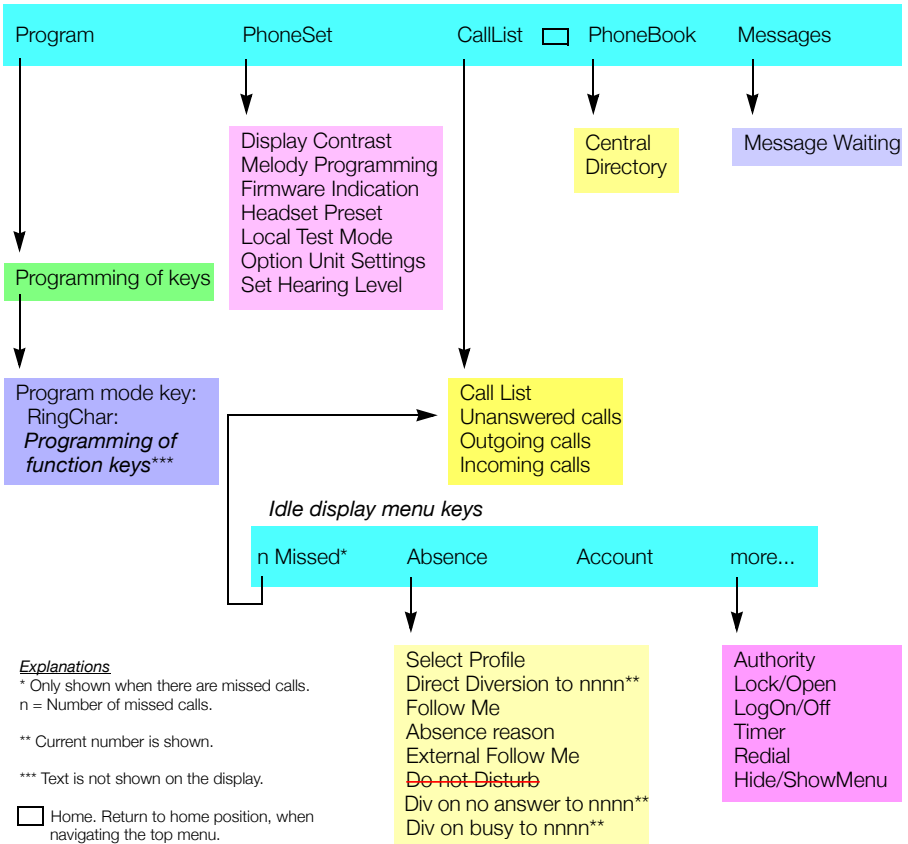 Program PhoneSet CallList PhoneBook Messages
Display Contrast
Melody Programming
Firmware Indication
Headset Preset
Local Test Mode
Option Unit Settings
Set Hearing Level
Central
Directory
Message Waiting
Programming of keys
Program mode key:
RingChar:
Programming of
function keys***
Call List
Unanswered calls
Outgoing calls
Incoming calls
Idle display menu keys
n Missed* Absence Account more...
Select Profile
Direct Diversion to nnnn**
Follow Me
Absence reason
External Follow Me
Do not Disturb
Div on no answer to nnnn**
Div on busy to nnnn**
Authority
Lock/Open
LogOn/Off
Timer
Redial
Hide/ShowMenu
Explanations
* Only shown when there are missed calls.
n = Number of missed calls.
** Current number is shown.
*** Text is not shown on the display.
Home. Return to home position, when
navigating the top menu.